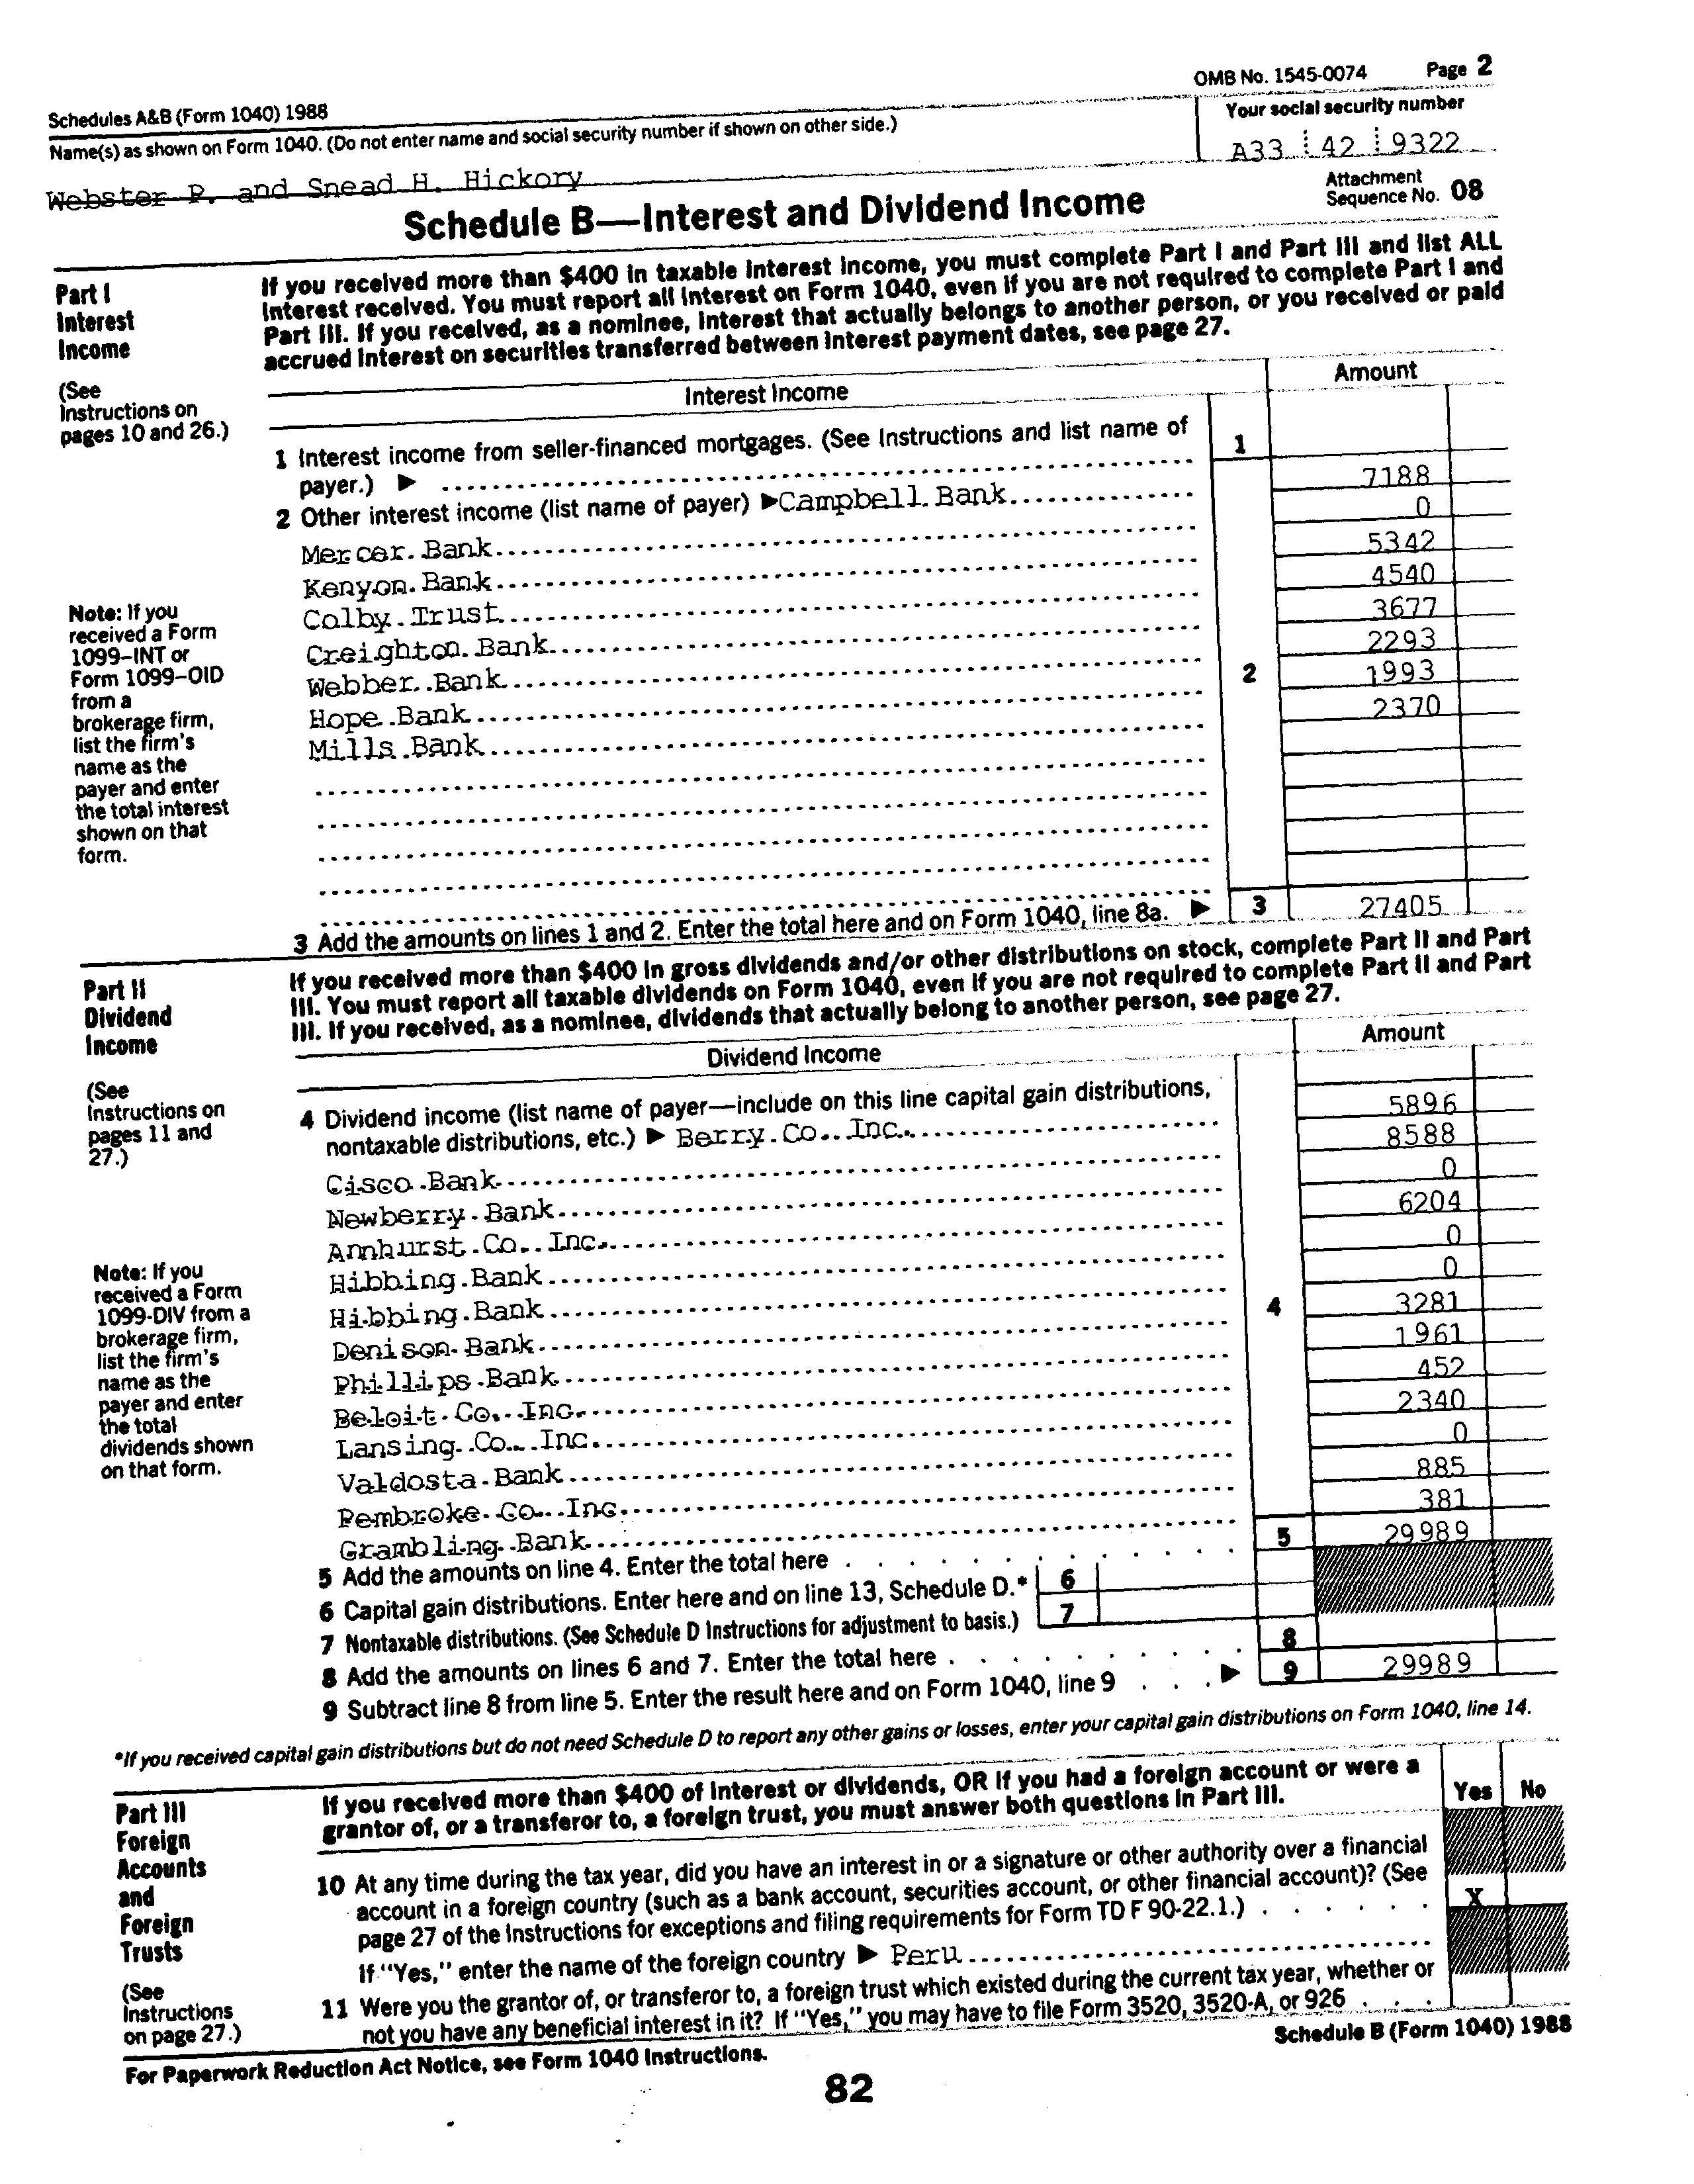 OMB No. 1545-0074 Page 2
Schedules A&B (Form 1040) 1988
Your social security number
Name(s) as shown on Form 1040. (Do not enter name and social security number if shown on other side.)
A33 42 9322
Webster P. and Snead H. Hickory
Attachment
Sequence No. 08
Schedule B—Interest and Dividend Income
Part I
Interest
Income
(See
Instructions on
pages 10 and 26.)
If you received more than $400 in taxable interest income, you must complete Part I and Part III and list ALL
interest received. You must report all interest on Form 1040, even if you are not required to complete Part I and
Part III. If you received, as a nominee, interest that actually belongs to another person, or you received or paid
accrued interest on securities transferred between interest payment dates, see page 27.
Interest Income Amount
1 Interest income from seller-financed mortgages. (See Instructions and list name of
payer.) ▶ 1
2 Other interest income (list name of payer) ▶ Campbell Bank 7188
Mercer Bank 0
Kenyon Bank 5342
Colby Trust 4540
Creighton Bank 3677
Webber Bank 2293
Hope Bank 2 1993
Mills Bank 2370
Note: If you
received a Form
1099–INT or
Form 1099–OID
from a
brokerage firm,
list the firm's
name as the
payer and enter
the total interest
shown on that
form.
3 Add the amounts on lines 1 and 2. Enter the total here and on Form 1040, line 8a. ▶ 3 27405
Part II
Dividend
Income
(See
Instructions on
pages 11 and
27.)
If you received more than $400 in gross dividends and/or other distributions on stock, complete Part II and Part
III. You must report all taxable dividends on Form 1040, even if you are not required to complete Part II and Part
III. If you received, as a nominee, dividends that actually belong to another person, see page 27.
Dividend Income Amount
4 Dividend income (list name of payer—include on this line capital gain distributions,
nontaxable distributions, etc.) ▶ Berry Co. Inc. 5896
Cisco Bank 8588
Newberry Bank 0
Amhurst Co. Inc. 6204
Hibbing Bank 0
Hibbing Bank 0
Denison Bank 4 3281
Phillips Bank 1961
Beloit Co. Inc. 452
Lansing Co. Inc. 2340
Valdosta Bank 0
Pembroke Co. Inc. 885
Grambling Bank 381
Note: If you
received a Form
1099-DIV from a
brokerage firm,
list the firm's
name as the
payer and enter
the total
dividends shown
on that form.
5 Add the amounts on line 4. Enter the total here 5 29989
6 Capital gain distributions. Enter here and on line 13, Schedule D.* 6
7 Nontaxable distributions. (See Schedule D Instructions for adjustment to basis.) 7
8 Add the amounts on lines 6 and 7. Enter the total here 8
9 Subtract line 8 from line 5. Enter the result here and on Form 1040, line 9 ▶ 9 29989
*If you received capital gain distributions but do not need Schedule D to report any other gains or losses, enter your capital gain distributions on Form 1040, line 14.
Part III
Foreign
Accounts
and
Foreign
Trusts
(See
Instructions
on page 27.)
If you received more than $400 of interest or dividends, OR if you had a foreign account or were a
grantor of, or a transferor to, a foreign trust, you must answer both questions in Part III.
Yes No
10 At any time during the tax year, did you have an interest in or a signature or other authority over a financial
account in a foreign country (such as a bank account, securities account, or other financial account)? (See
page 27 of the Instructions for exceptions and filing requirements for Form TD F 90-22.1.) X
If "Yes," enter the name of the foreign country ▶ Peru
11 Were you the grantor of, or transferor to, a foreign trust which existed during the current tax year, whether or
not you have any beneficial interest in it? If "Yes," you may have to file Form 3520, 3520-A, or 926
For Paperwork Reduction Act Notice, see Form 1040 Instructions.
Schedule B (Form 1040) 1988
82